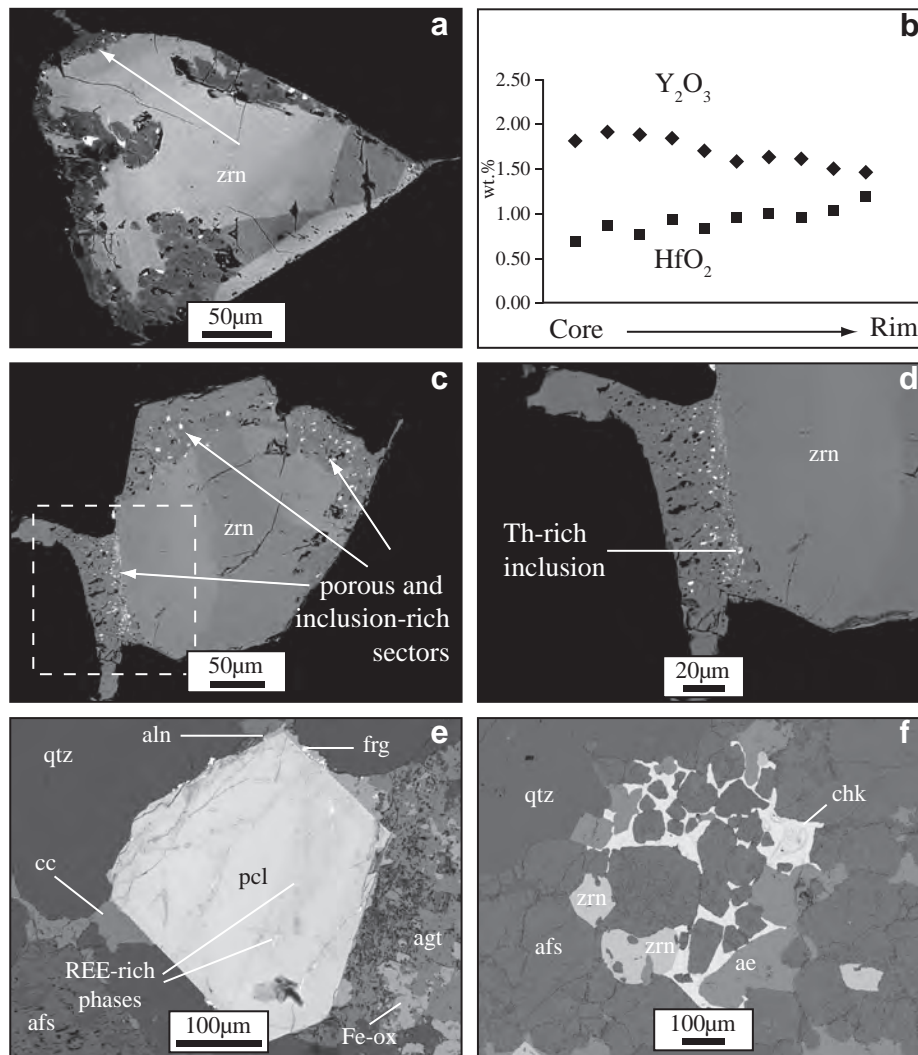 a
zrn
50µm
b
2.50
2.00
1.50
1.00
0.50
0.00
wt.%
Y₂O₃
HfO₂
Core
Rim
c
zrn
porous and
inclusion-rich
sectors
50µm
d
zrn
Th-rich
inclusion
20µm
e
aln
frg
qtz
cc
pcl
agt
REE-rich
phases
afs
Fe-ox
100µm
f
qtz
chk
zrn
zrn
afs
ae
100µm